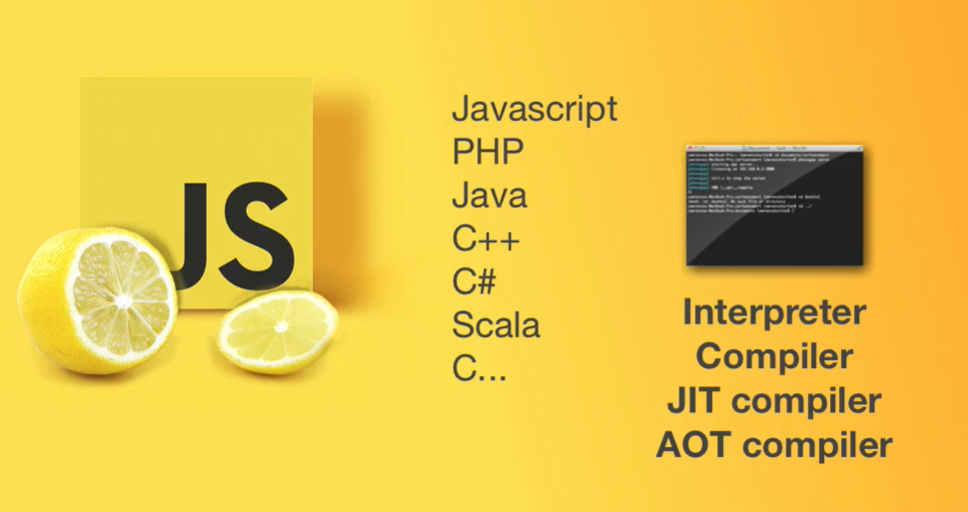 JS
Javascript
PHP
Java
C++
C#
Scala
C...
Interpreter
Compiler
JIT compiler
AOT compiler